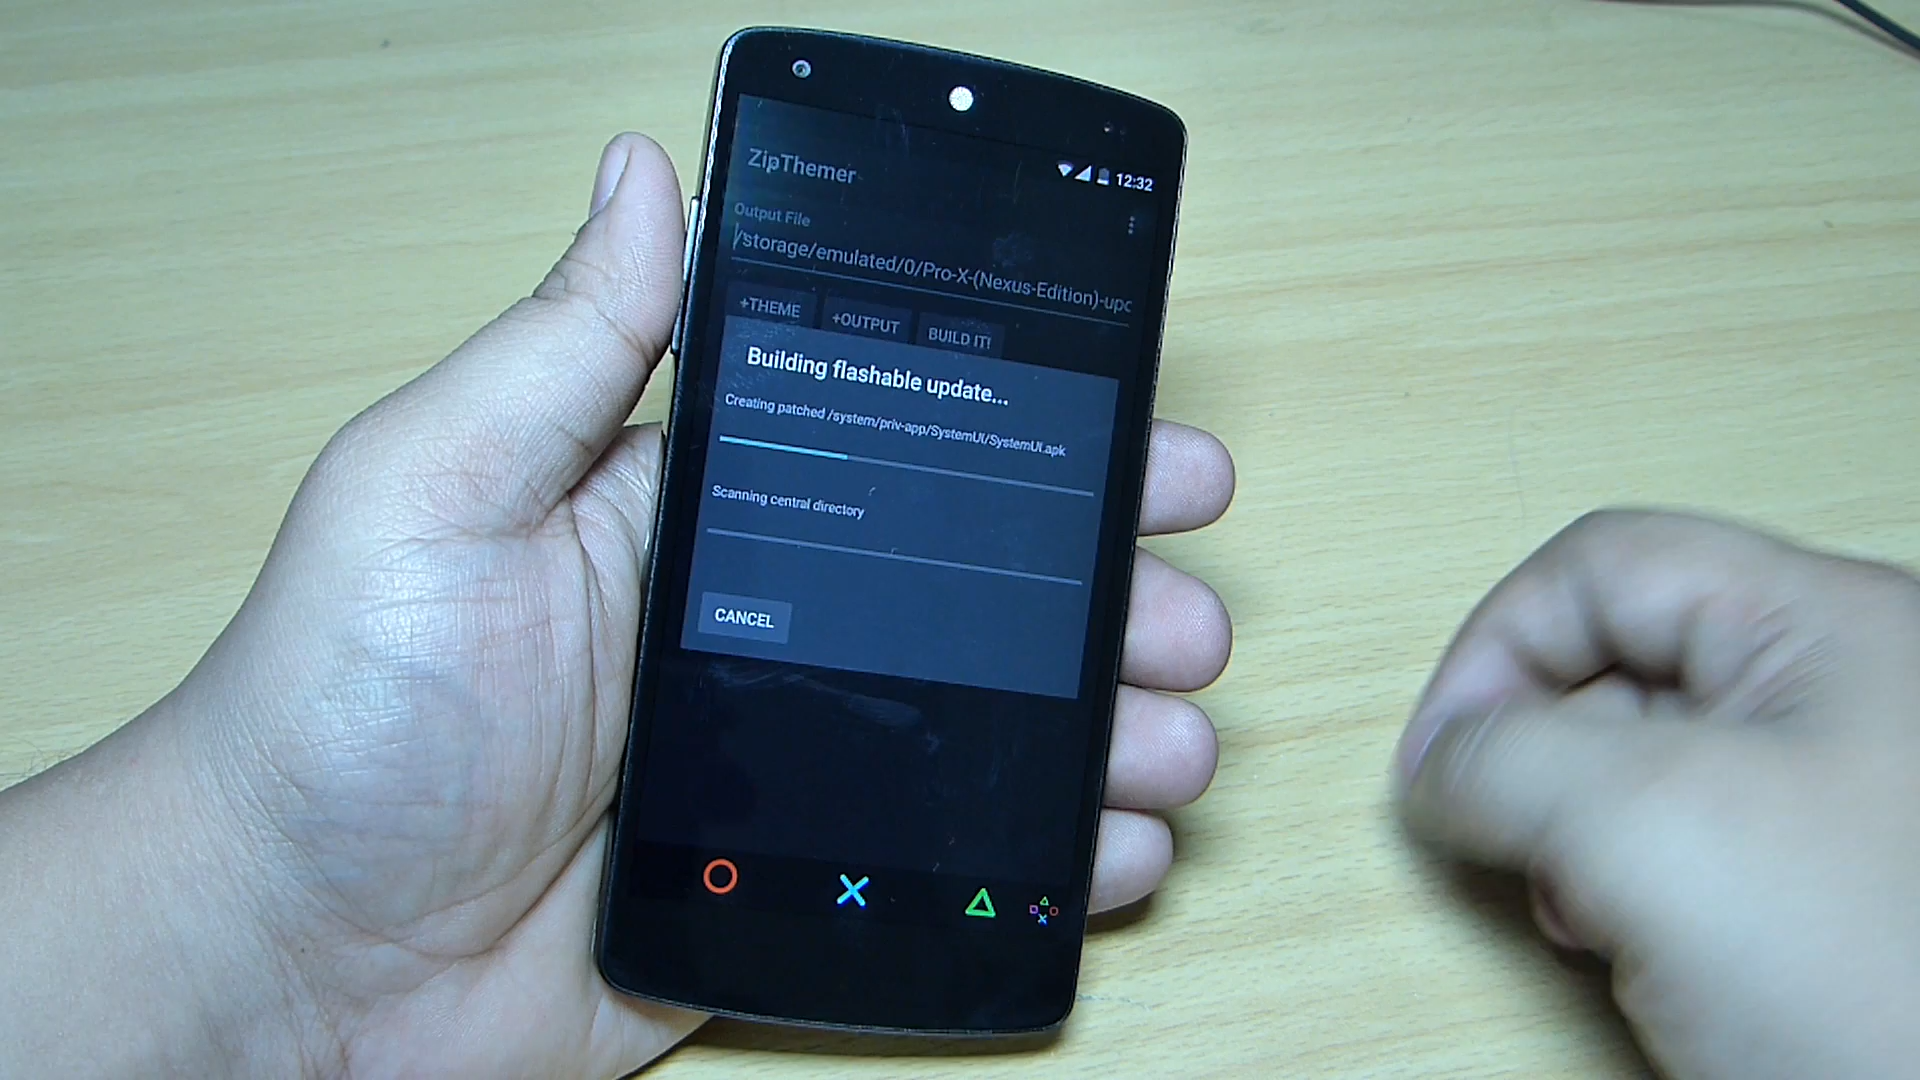 ZipThemer
12:32
Output File
/storage/emulated/0/Pro-X-(Nexus-Edition)-upd
+THEME +OUTPUT BUILD IT!
Building flashable update...
Creating patched /system/priv-app/SystemUI/SystemUI.apk
Scanning central directory
CANCEL